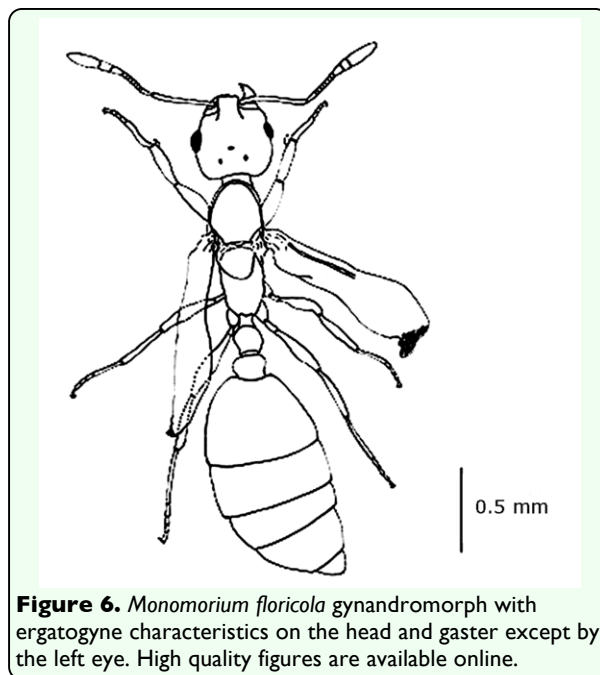 0.5 mm
Figure 6. Monomorium floricola gynandromorph with
ergatogyne characteristics on the head and gaster except by
the left eye. High quality figures are available online.